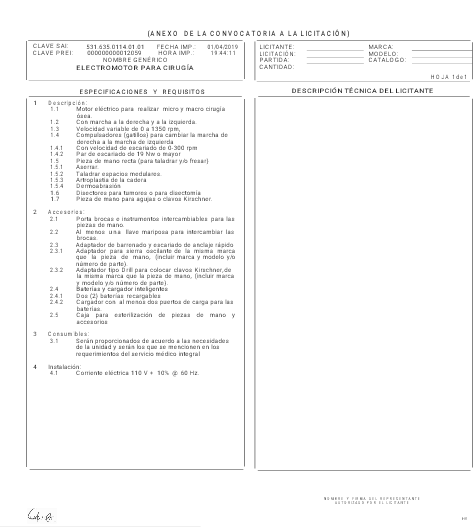 (ANEXO DE LA CONVOCATORIA A LA LICITACIÓN)
CLAVE SAI: 531.635.0114.01.01 FECHA IMP.: 01/04/2019
CLAVE PREI: 0000000000012059 HORA IMP.: 19:44:11
NOMBRE GENÉRICO
ELECTROMOTOR PARA CIRUGÍA
LICITANTE: MARCA:
LICITACIÓN: MODELO:
PARTIDA: CATALOGO:
CANTIDAD:
HOJA 1de1
ESPECIFICACIONES Y REQUISITOS
DESCRIPCIÓN TÉCNICA DEL LICITANTE
1 Descripción:
1.1 Motor eléctrico para realizar micro y macro cirugía
ósea.
1.2 Con marcha a la derecha y a la izquierda.
1.3 Velocidad variable de 0 a 1350 rpm,
1.4 Compulsadores (gatillos) para cambiar la marcha de
derecha a la marcha de izquierda
1.4.1 Con velocidad de escariado de 0-300 rpm
1.4.2 Par de escariado de 19 Nw o mayor
1.5 Pieza de mano recta (para taladrar y/o fresar)
1.5.1 Aserrar.
1.5.2 Taladrar espacios medulares.
1.5.3 Artroplastia de la cadera
1.5.4 Dermoabrasión
1.6 Disectores para tumores o para disectomía
1.7 Pieza de mano para agujas o clavos Kirschner.
2 Accesorios:
2.1 Porta brocas e instrumentos intercambiables para las
piezas de mano.
2.2 Al menos una llave mariposa para intercambiar las
brocas.
2.3 Adaptador de barrenado y escariado de anclaje rápido
2.3.1 Adaptador para sierra oscilante de la misma marca
que la pieza de mano, (incluir marca y modelo y/o
número de parte).
2.3.2 Adaptador tipo Drill para colocar clavos Kirschner,de
la misma marca que la pieza de mano, (incluir marca
y modelo y/o número de parte).
2.4 Baterías y cargador inteligentes
2.4.1 Dos (2) baterías recargables
2.4.2 Cargador con al menos dos puertos de carga para las
baterías
2.5 Caja para esterilización de piezas de mano y
accesorios
3 Consumibles:
3.1 Serán proporcionados de acuerdo a las necesidades
de la unidad y serán los que se mencionen en los
requerimientos del servicio médico integral
4 Instalación:
4.1 Corriente eléctrica 110 V + 10% @ 60 Hz.
NOMBRE Y FIRMA DEL REPRESENTANTE
AUTORIZADO POR EL LICITANTE